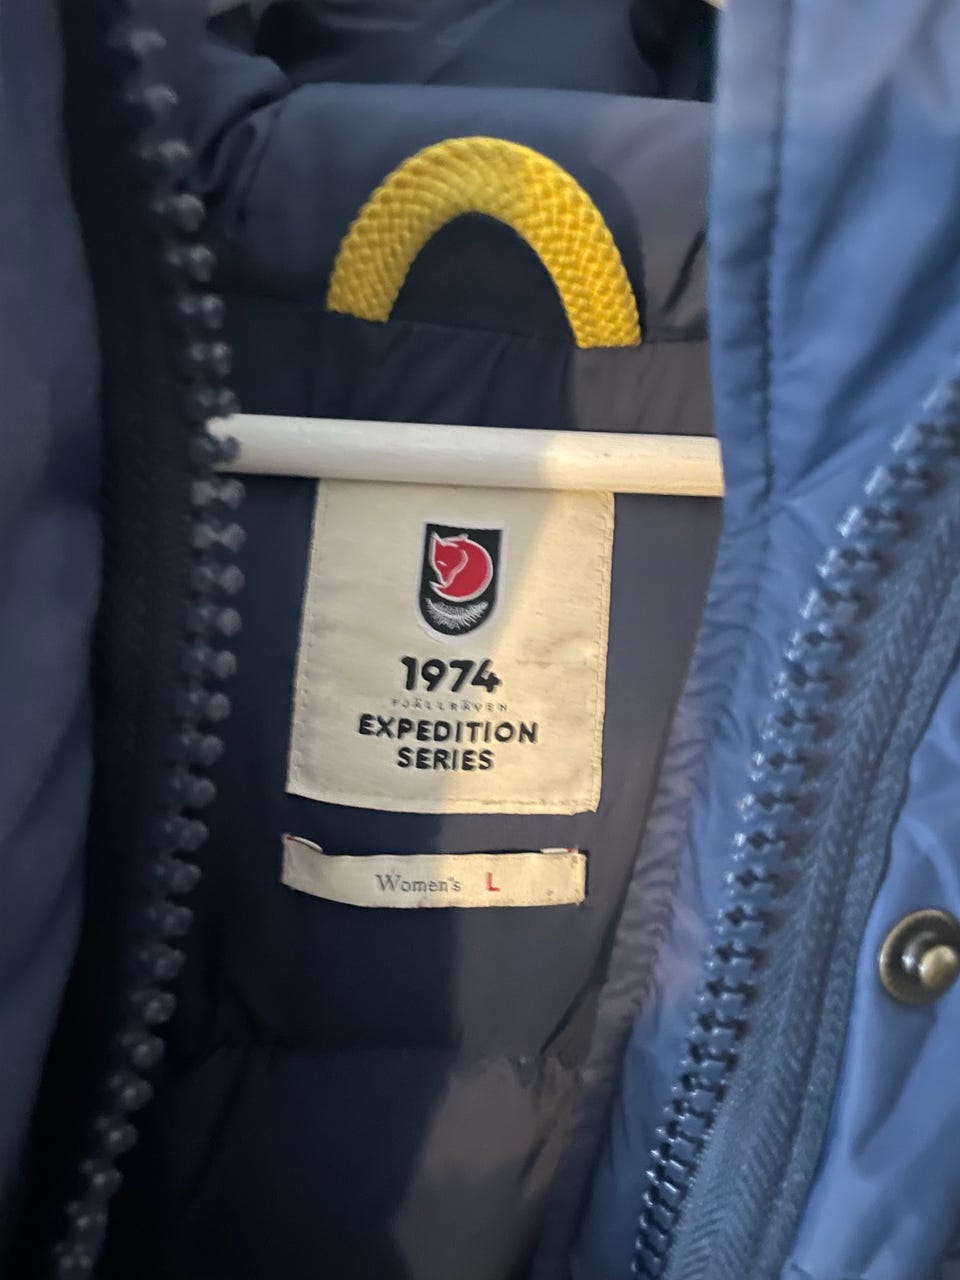 1974
FJÄLLRÄVEN
EXPEDITION
SERIES
Women's L